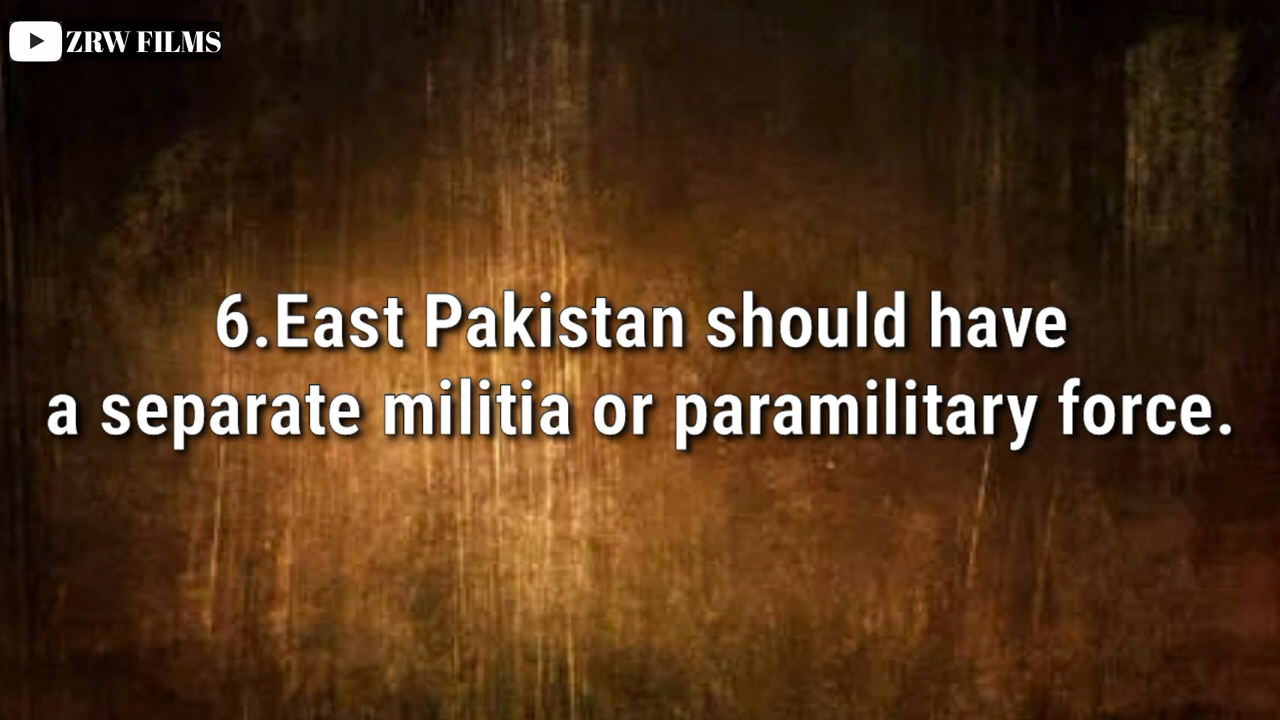 ZRW FILMS
6.East Pakistan should have
a separate militia or paramilitary force.